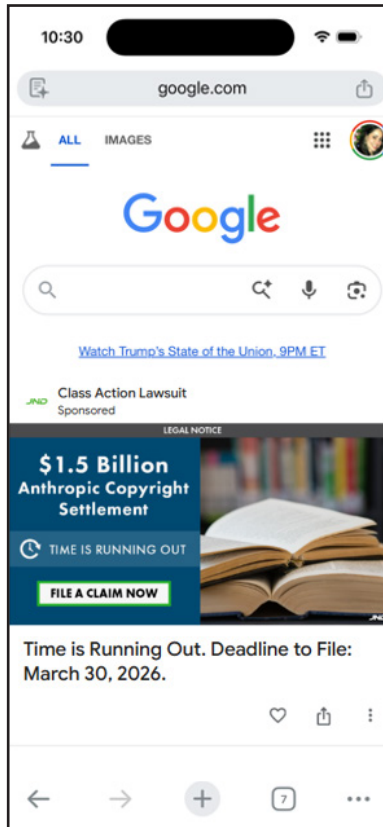 10:30
google.com
ALL IMAGES
Google
Watch Trump's State of the Union, 9PM ET
JND
Class Action Lawsuit
Sponsored
LEGAL NOTICE
$1.5 Billion
Anthropic Copyright
Settlement
TIME IS RUNNING OUT
FILE A CLAIM NOW
JND
Time is Running Out. Deadline to File:
March 30, 2026.
7